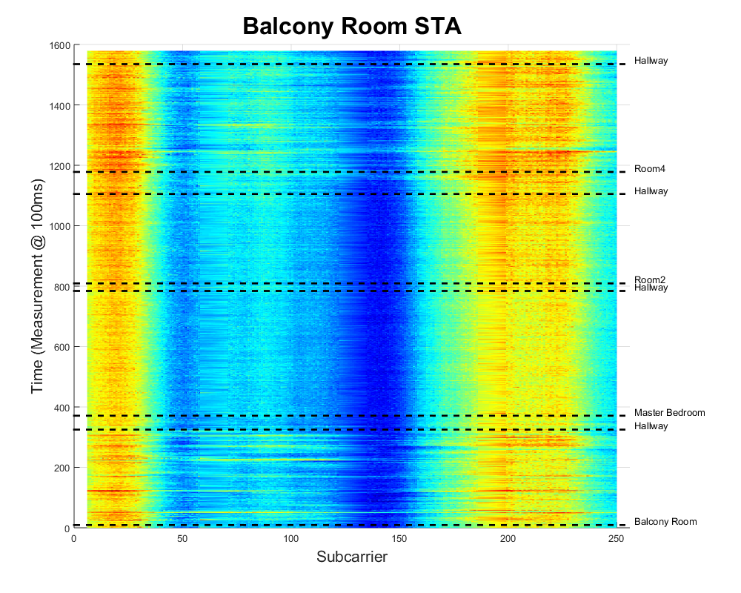 Balcony Room STA
1600
1400
1200
1000
800
600
400
200
0
Time (Measurement @ 100ms)
0
50
100
150
200
250
Subcarrier
Hallway
Room4
Hallway
Room2
Hallway
Master Bedroom
Hallway
Balcony Room